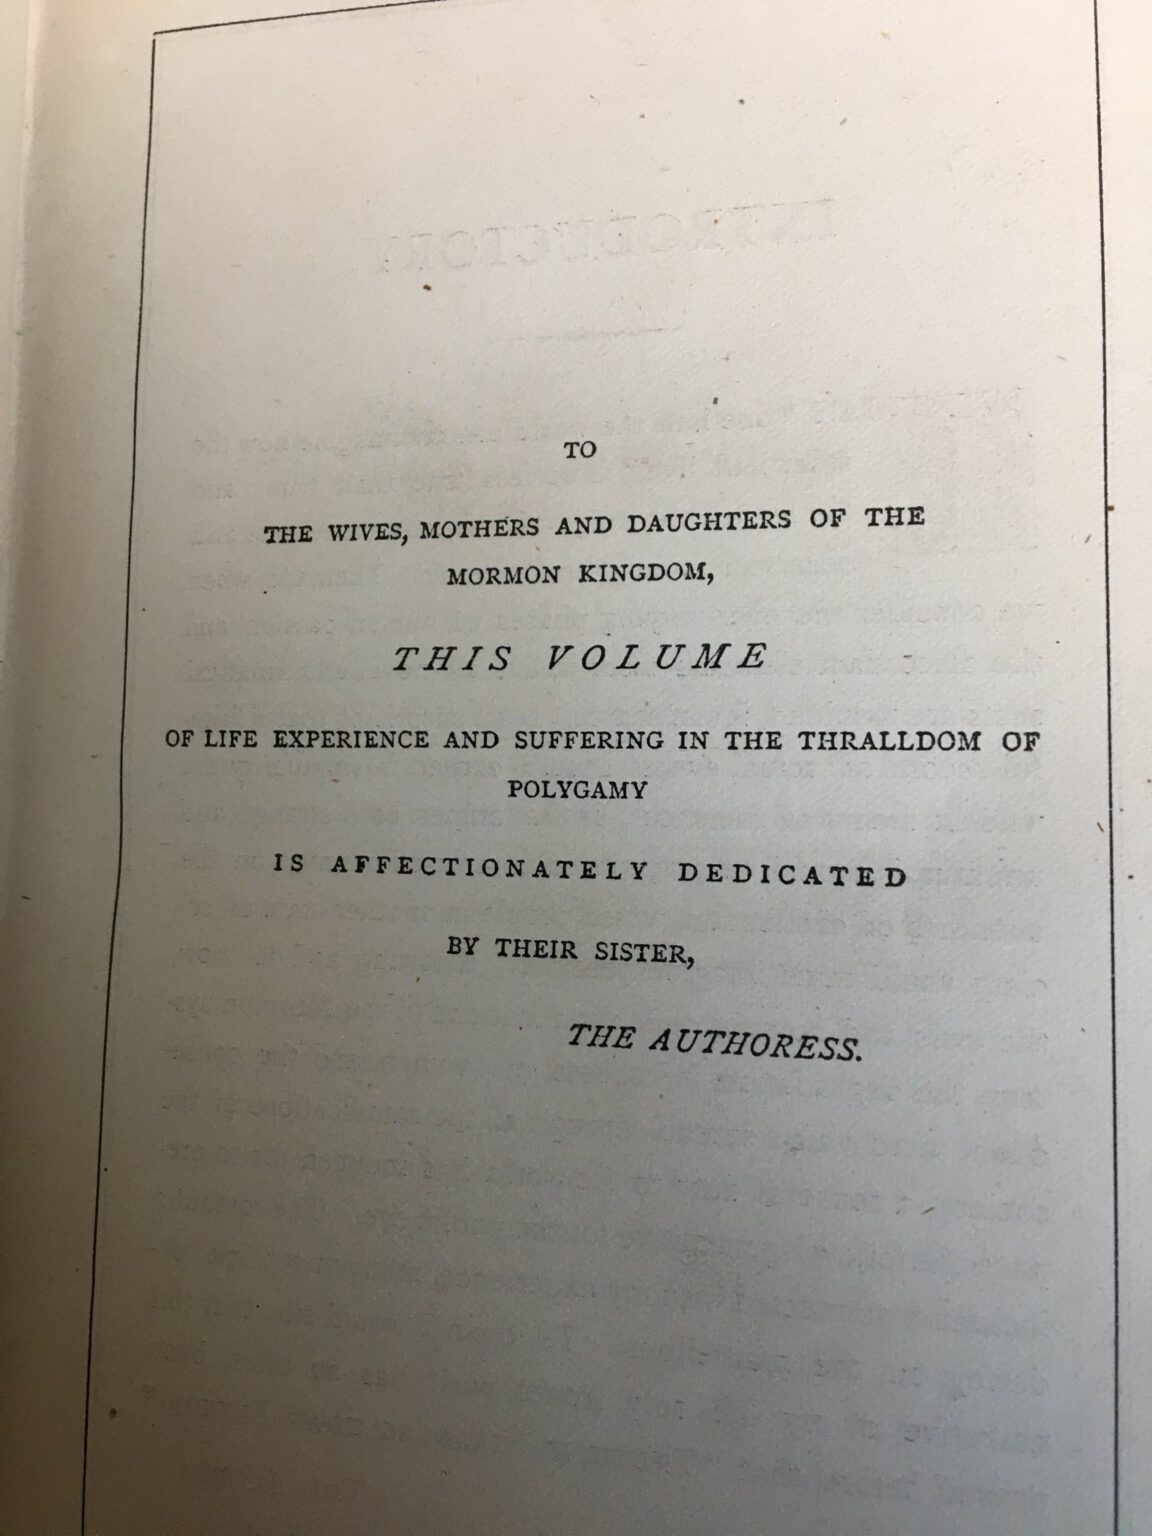 TO
THE WIVES, MOTHERS AND DAUGHTERS OF THE
MORMON KINGDOM,
THIS VOLUME
OF LIFE EXPERIENCE AND SUFFERING IN THE THRALLDOM OF
POLYGAMY
IS AFFECTIONATELY DEDICATED
BY THEIR SISTER,
THE AUTHORESS.